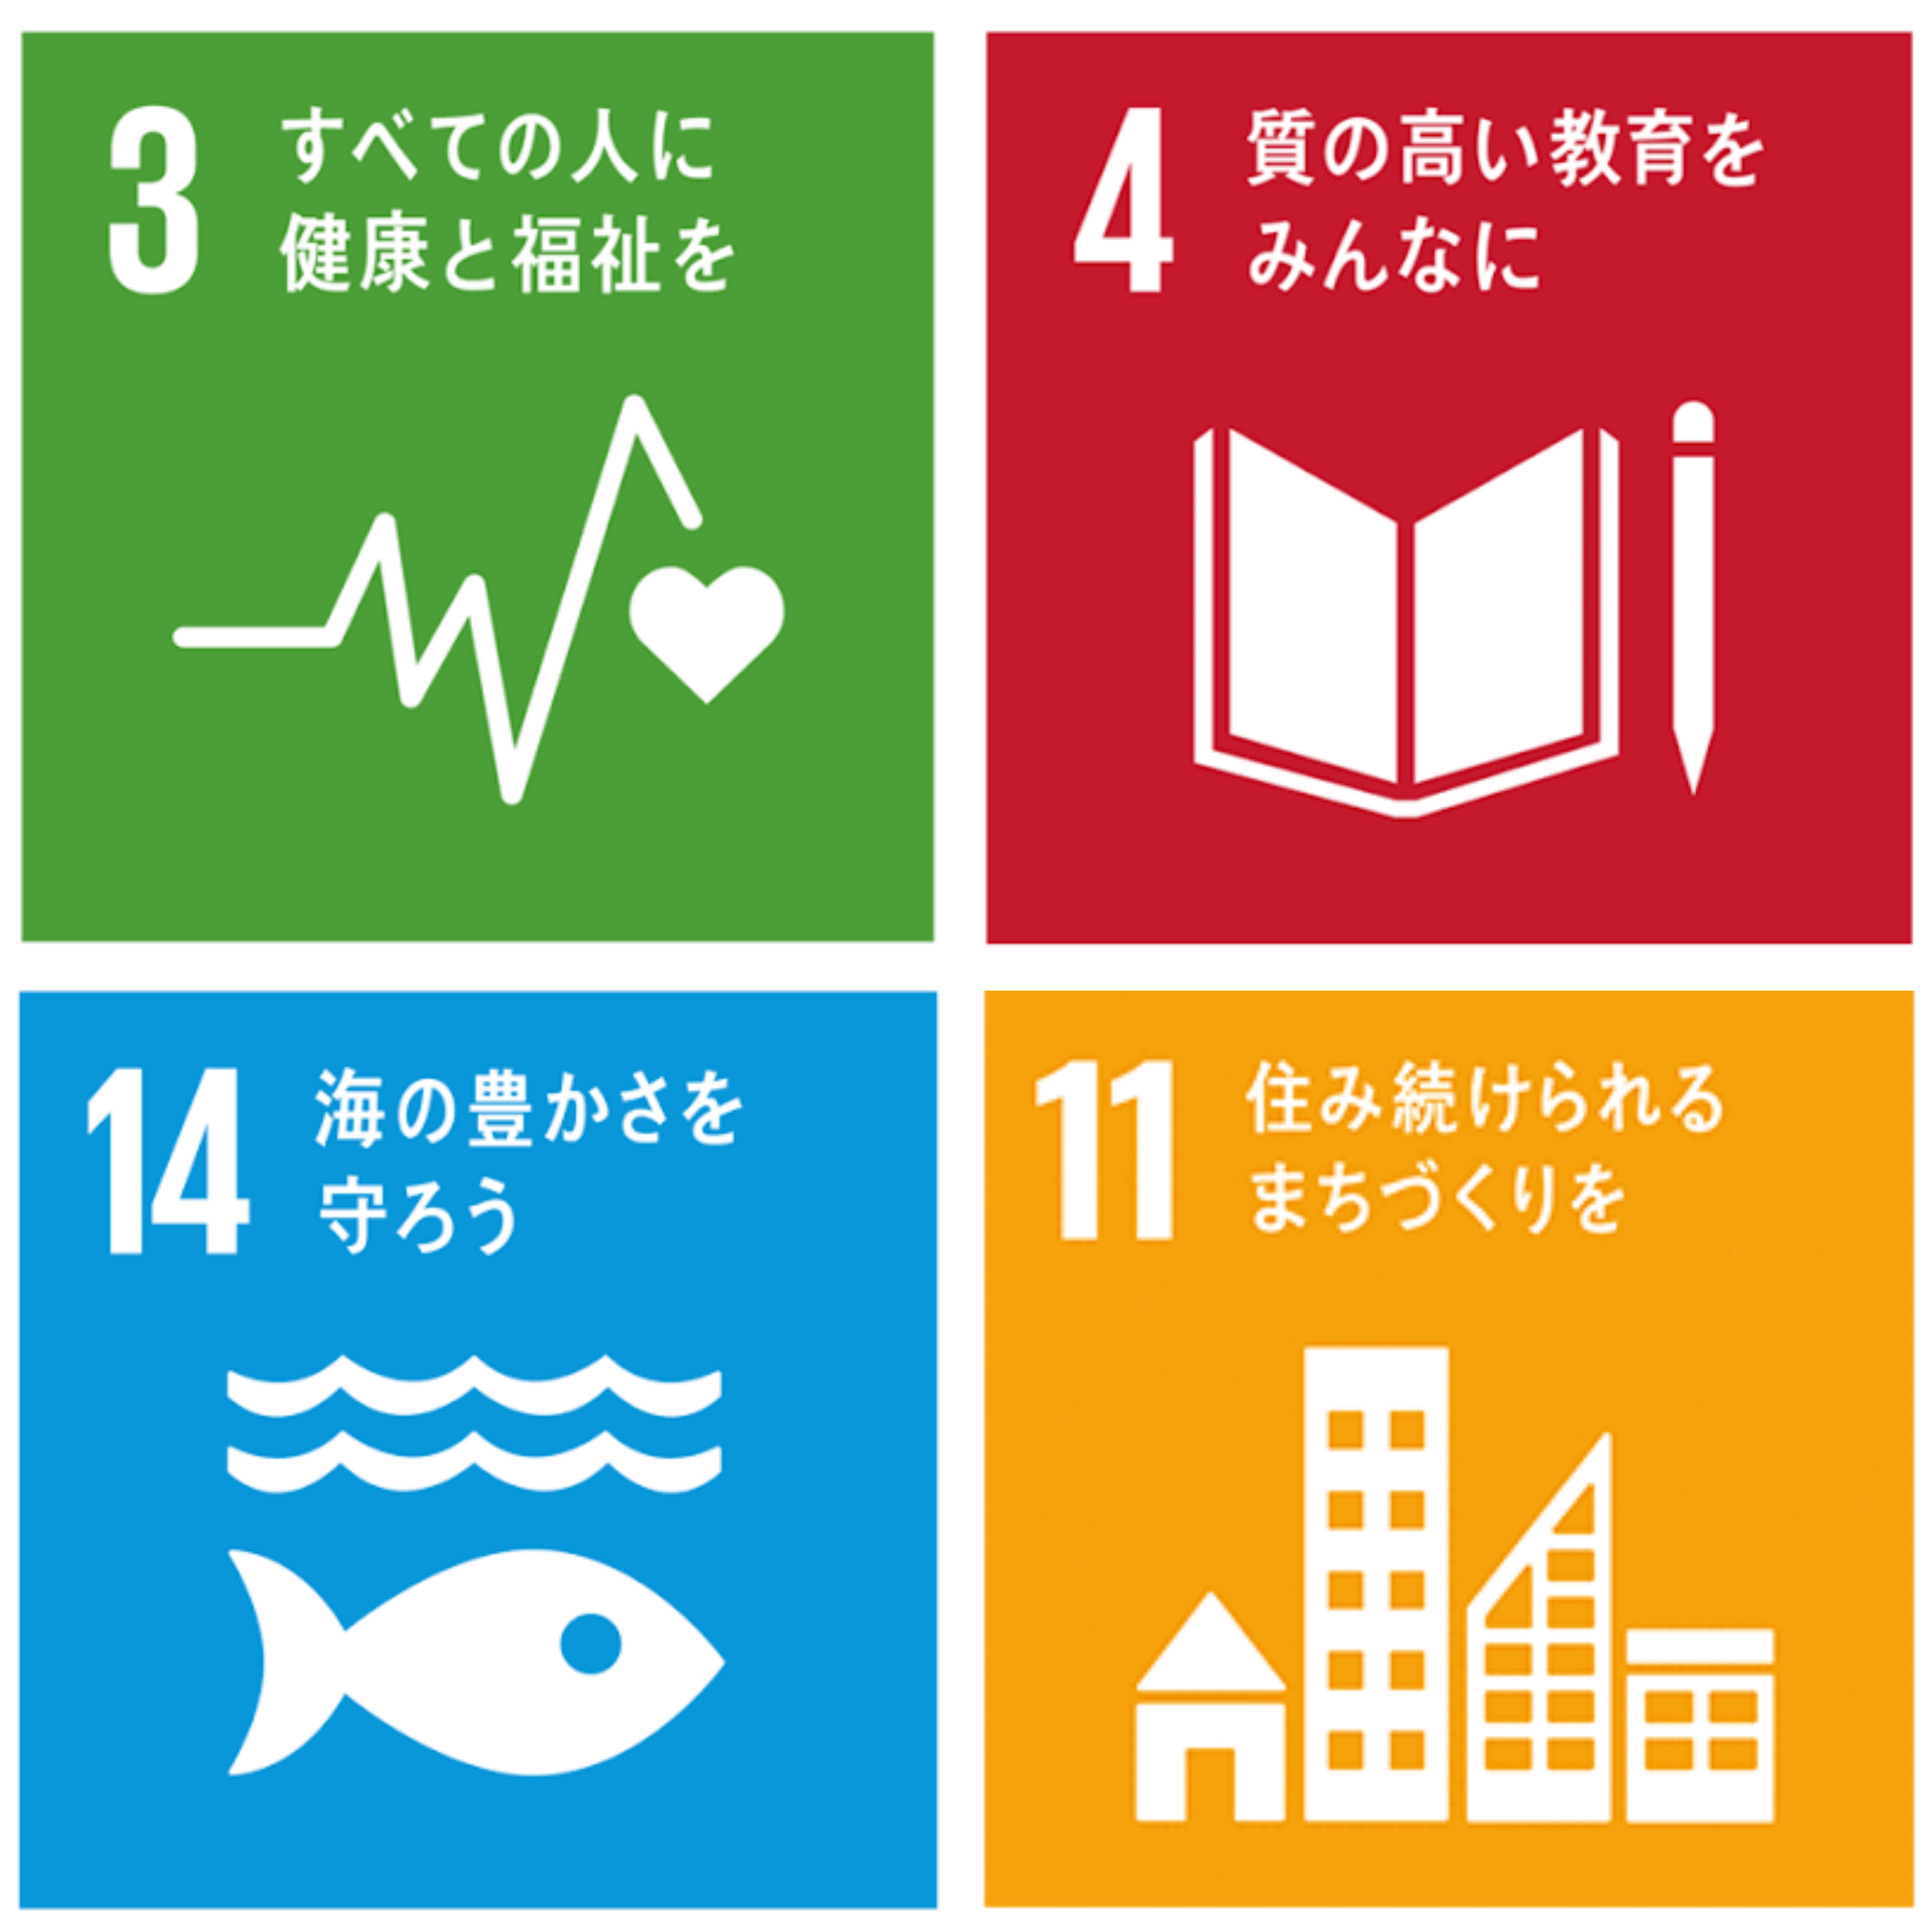 3
すべての人に
健康と福祉を
4
質の高い教育を
みんなに
14
海の豊かさを
守ろう
11
住み続けられる
まちづくりを